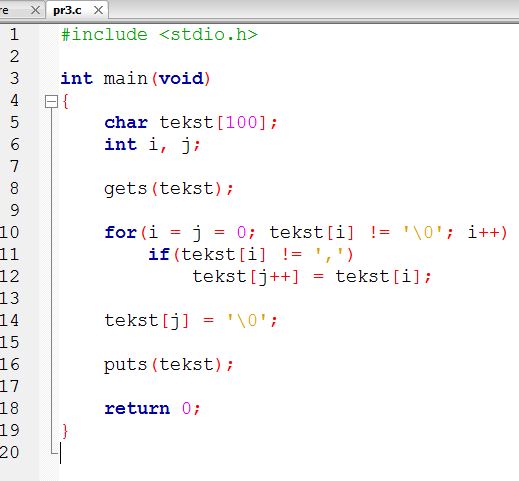 re pr3.c
1 #include <stdio.h>
2
3 int main(void)
4 {
5 char tekst[100];
6 int i, j;
7
8 gets(tekst);
9
10 for(i = j = 0; tekst[i] != '\0'; i++)
11 if(tekst[i] != ',')
12 tekst[j++] = tekst[i];
13
14 tekst[j] = '\0';
15
16 puts(tekst);
17
18 return 0;
19 }
20